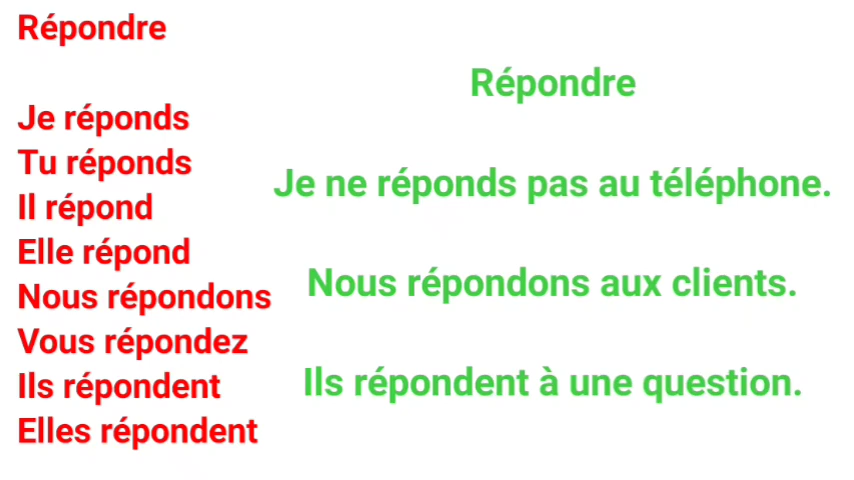 Répondre
Je réponds
Tu réponds
Il répond
Elle répond
Nous répondons
Vous répondez
Ils répondent
Elles répondent
Répondre
Je ne réponds pas au téléphone.
Nous répondons aux clients.
Ils répondent à une question.